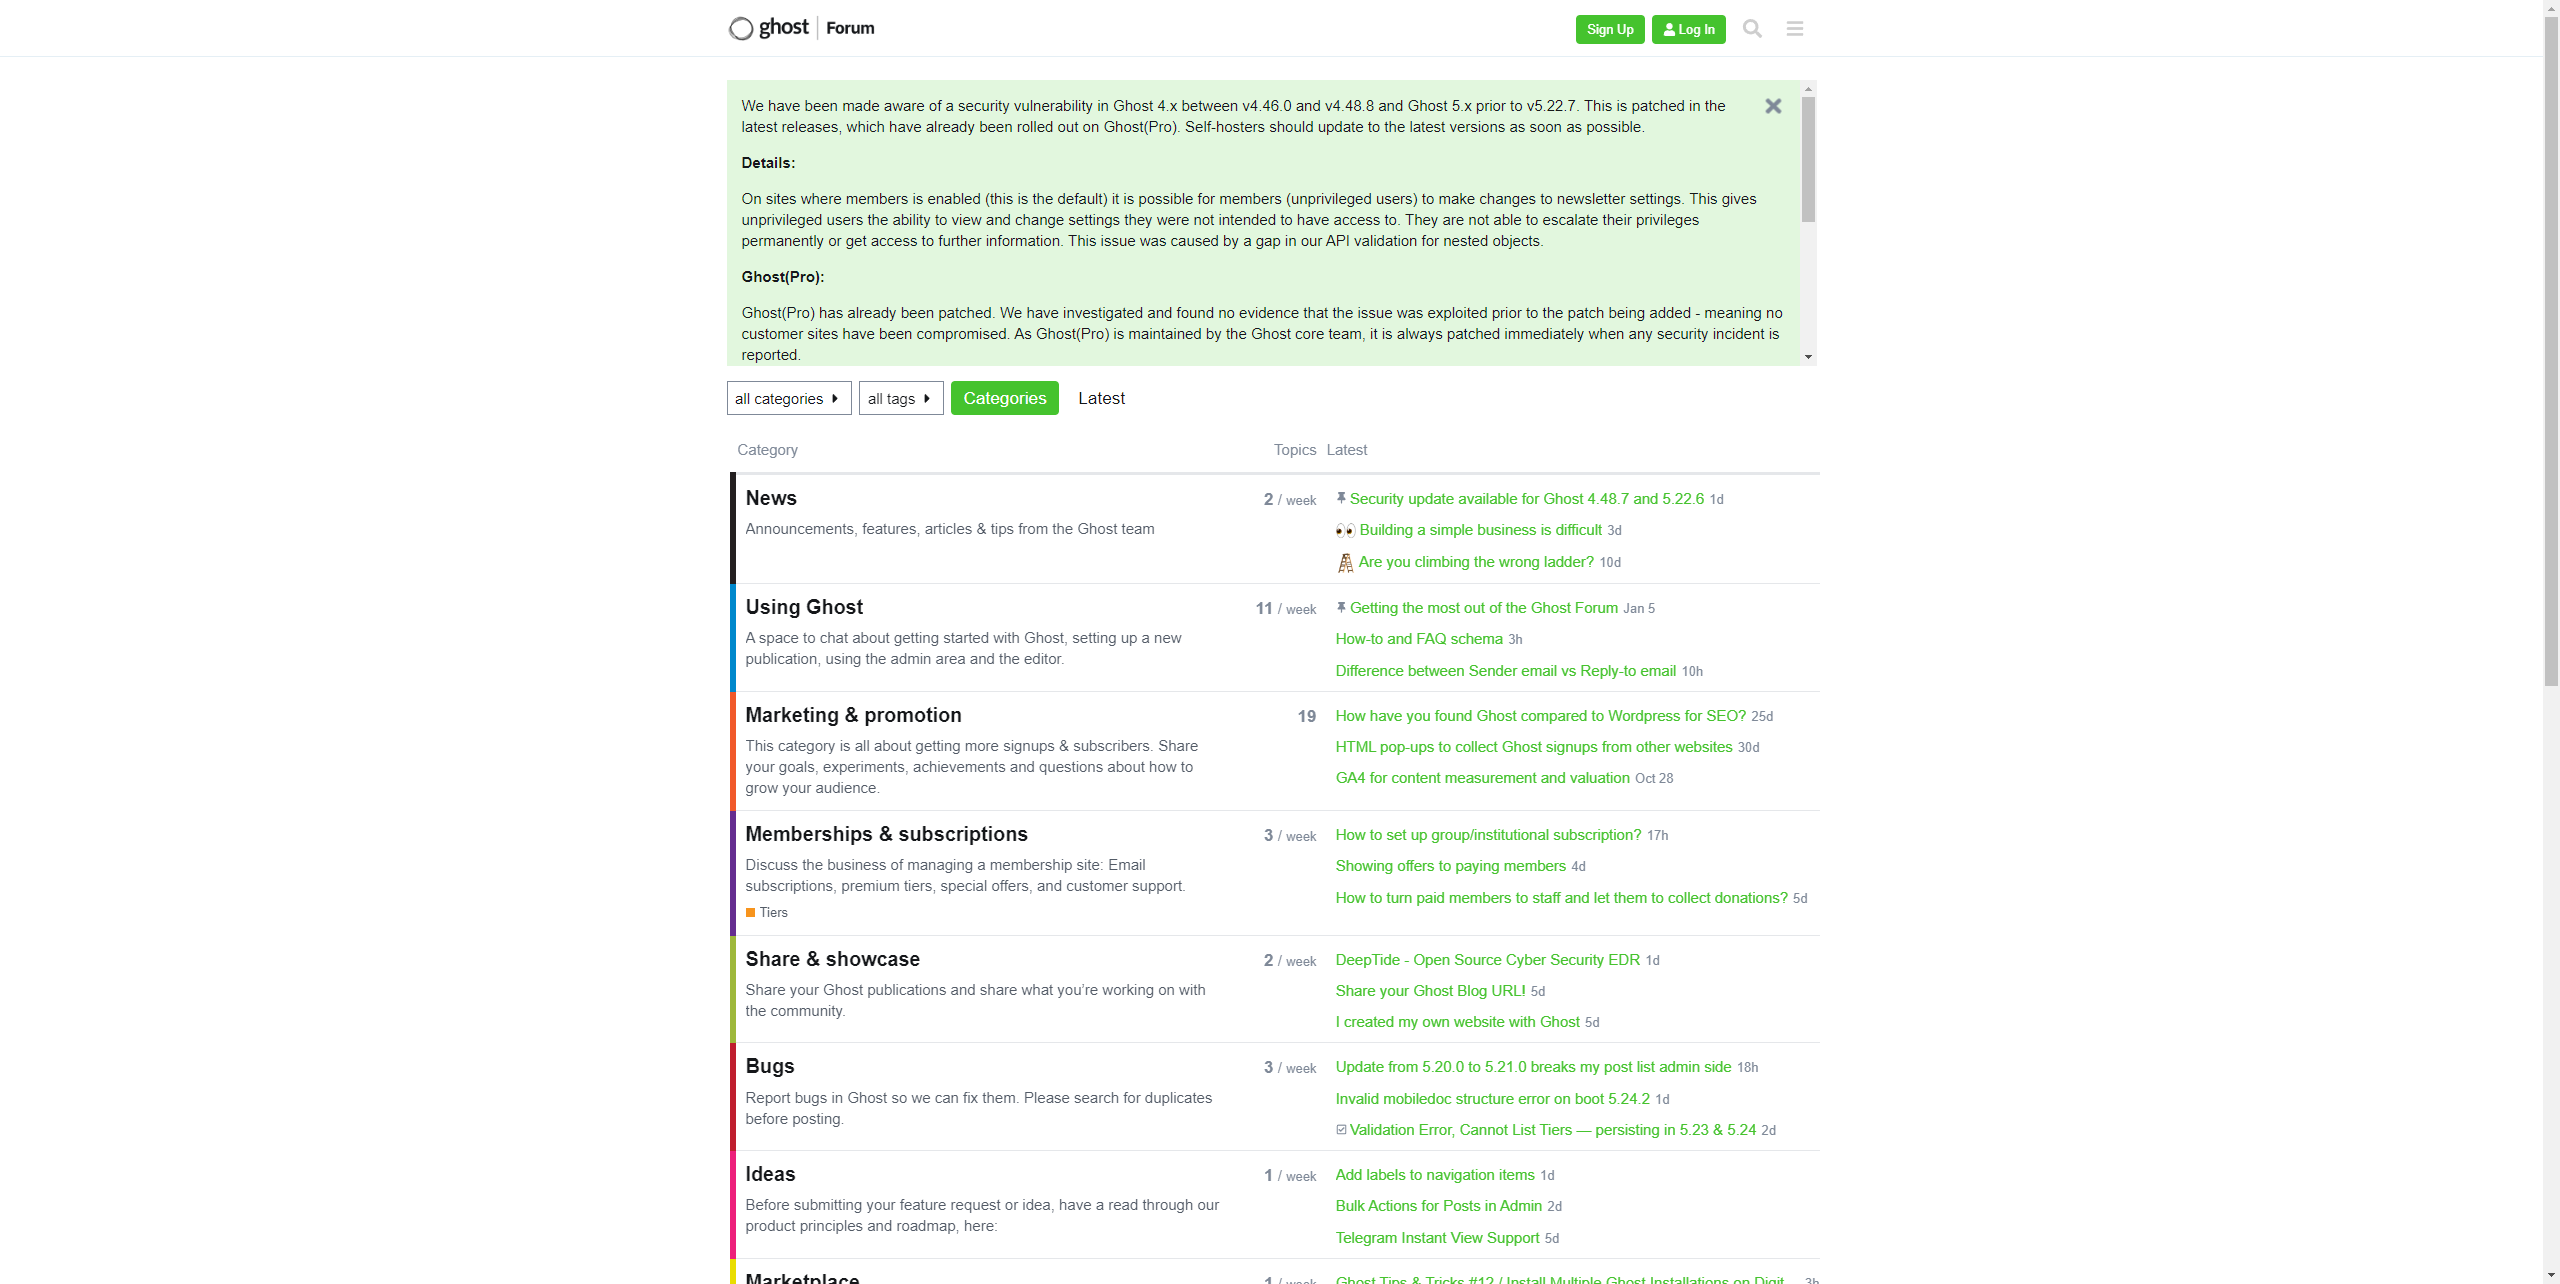 ghost Forum
Sign Up
Log In
We have been made aware of a security vulnerability in Ghost 4.x between v4.46.0 and v4.48.8 and Ghost 5.x prior to v5.22.7. This is patched in the
latest releases, which have already been rolled out on Ghost(Pro). Self-hosters should update to the latest versions as soon as possible.
Details:
On sites where members is enabled (this is the default) it is possible for members (unprivileged users) to make changes to newsletter settings. This gives
unprivileged users the ability to view and change settings they were not intended to have access to. They are not able to escalate their privileges
permanently or get access to further information. This issue was caused by a gap in our API validation for nested objects.
Ghost(Pro):
Ghost(Pro) has already been patched. We have investigated and found no evidence that the issue was exploited prior to the patch being added - meaning no
customer sites have been compromised. As Ghost(Pro) is maintained by the Ghost core team, it is always patched immediately when any security incident is
reported.
all categories
all tags
Categories
Latest
Category
Topics
Latest
News
Announcements, features, articles & tips from the Ghost team
2 / week
Security update available for Ghost 4.48.7 and 5.22.6 1d
Building a simple business is difficult 3d
Are you climbing the wrong ladder? 10d
Using Ghost
A space to chat about getting started with Ghost, setting up a new
publication, using the admin area and the editor.
11 / week
Getting the most out of the Ghost Forum Jan 5
How-to and FAQ schema 3h
Difference between Sender email vs Reply-to email 10h
Marketing & promotion
This category is all about getting more signups & subscribers. Share
your goals, experiments, achievements and questions about how to
grow your audience.
19
How have you found Ghost compared to Wordpress for SEO? 25d
HTML pop-ups to collect Ghost signups from other websites 30d
GA4 for content measurement and valuation Oct 28
Memberships & subscriptions
Discuss the business of managing a membership site: Email
subscriptions, premium tiers, special offers, and customer support.
Tiers
3 / week
How to set up group/institutional subscription? 17h
Showing offers to paying members 4d
How to turn paid members to staff and let them to collect donations? 5d
Share & showcase
Share your Ghost publications and share what you’re working on with
the community.
2 / week
DeepTide - Open Source Cyber Security EDR 1d
Share your Ghost Blog URL! 5d
I created my own website with Ghost 5d
Bugs
Report bugs in Ghost so we can fix them. Please search for duplicates
before posting.
3 / week
Update from 5.20.0 to 5.21.0 breaks my post list admin side 18h
Invalid mobiledoc structure error on boot 5.24.2 1d
Validation Error, Cannot List Tiers — persisting in 5.23 & 5.24 2d
Ideas
Before submitting your feature request or idea, have a read through our
product principles and roadmap, here:
1 / week
Add labels to navigation items 1d
Bulk Actions for Posts in Admin 2d
Telegram Instant View Support 5d
Marketplace
1 / week
Ghost Tips & Tricks #12 / Install Multiple Ghost Installations on Digit… 3h